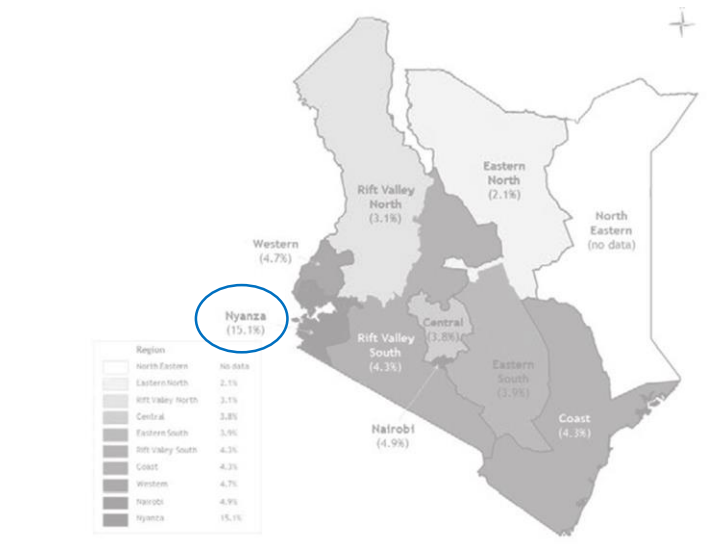 Eastern
North
(2.1%)
Rift Valley
North
(3.1%)
North
Eastern
(no data)
Western
(4.7%)
Nyanza
(15.1%)
Central
(3.8%)
Rift Valley
South
(4.3%)
Eastern
South
(3.9%)
Coast
(4.3%)
Nairobi
(4.9%)
Region
North Eastern No data
Eastern North 2.1%
Rift Valley North 3.1%
Central 3.8%
Eastern South 3.9%
Rift Valley South 4.3%
Coast 4.3%
Western 4.7%
Nairobi 4.9%
Nyanza 15.1%